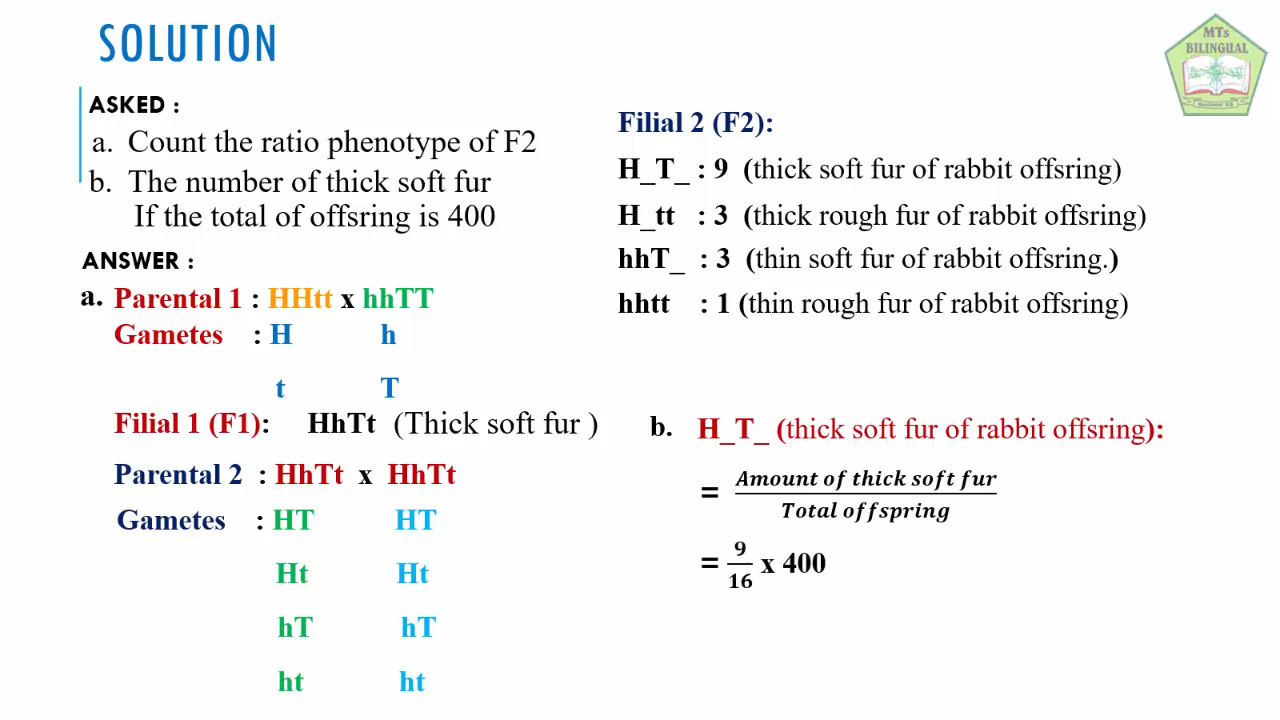 SOLUTION
MTs
BILINGUAL
ASKED :
a. Count the ratio phenotype of F2
b. The number of thick soft fur
If the total of offsring is 400
ANSWER :
a. Parental 1 : HHtt x hhTT
Gametes : H h
t T
Filial 1 (F1): HhTt (Thick soft fur )
Parental 2 : HhTt x HhTt
Gametes : HT HT
Ht Ht
hT hT
ht ht
Filial 2 (F2):
H_T_ : 9 (thick soft fur of rabbit offsring)
H_tt : 3 (thick rough fur of rabbit offsring)
hhT_ : 3 (thin soft fur of rabbit offsring.)
hhtt : 1 (thin rough fur of rabbit offsring)
b. H_T_ (thick soft fur of rabbit offsring):
= Amount of thick soft fur
Total offspring
= 9/16 x 400